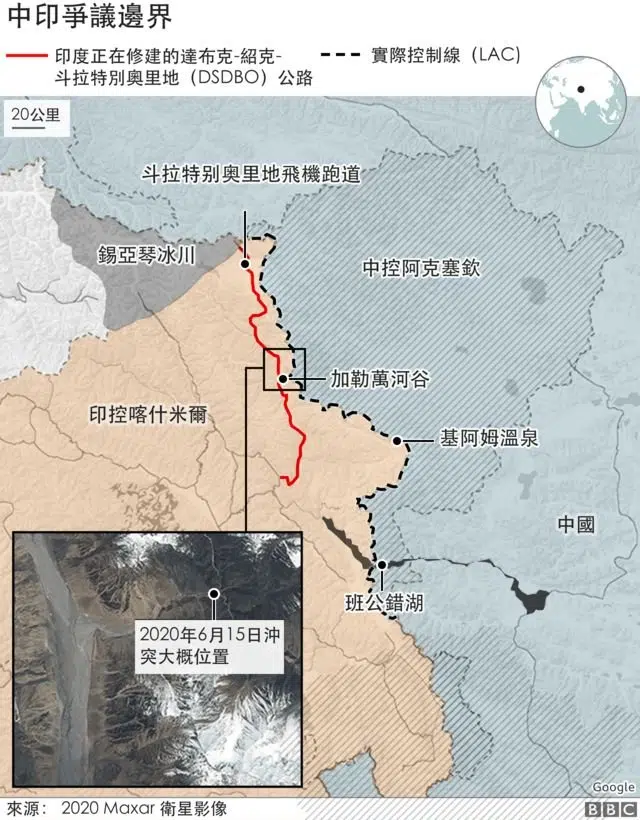 中印爭議邊界
印度正在修建的達布克-紹克-
斗拉特別奧里地（DSDBO）公路
實際控制線（LAC）
20公里
斗拉特别奧里地飛機跑道
錫亞琴冰川
中控阿克塞欽
加勒萬河谷
印控喀什米爾
基阿姆溫泉
中國
班公錯湖
2020年6月15日沖
突大概位置
Google
來源： 2020 Maxar 衛星影像
BBC